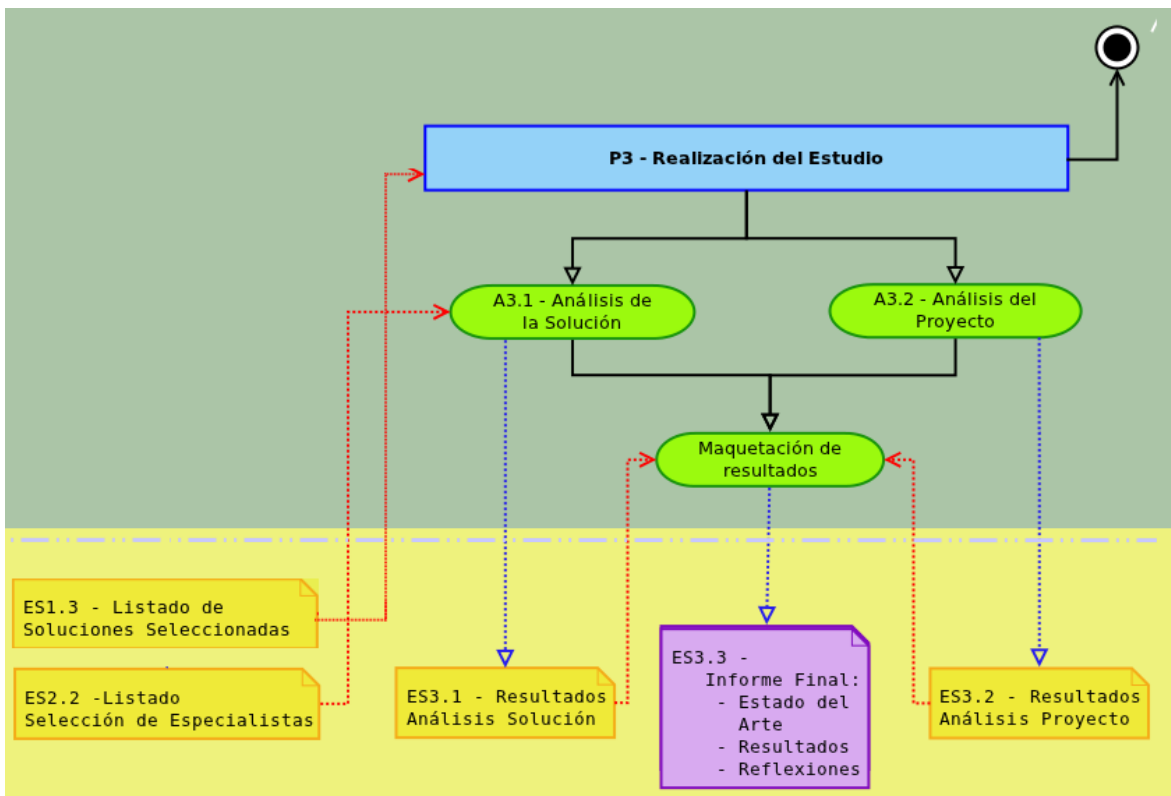 P3 - Realización del Estudio
A3.1 - Análisis de
la Solución
A3.2 - Análisis del
Proyecto
Maquetación de
resultados
ES1.3 - Listado de
Soluciones Seleccionadas
ES2.2 -Listado
Selección de Especialistas
ES3.1 - Resultados
Análisis Solución
ES3.3 -
Informe Final:
- Estado del
Arte
- Resultados
- Reflexiones
ES3.2 - Resultados
Análisis Proyecto